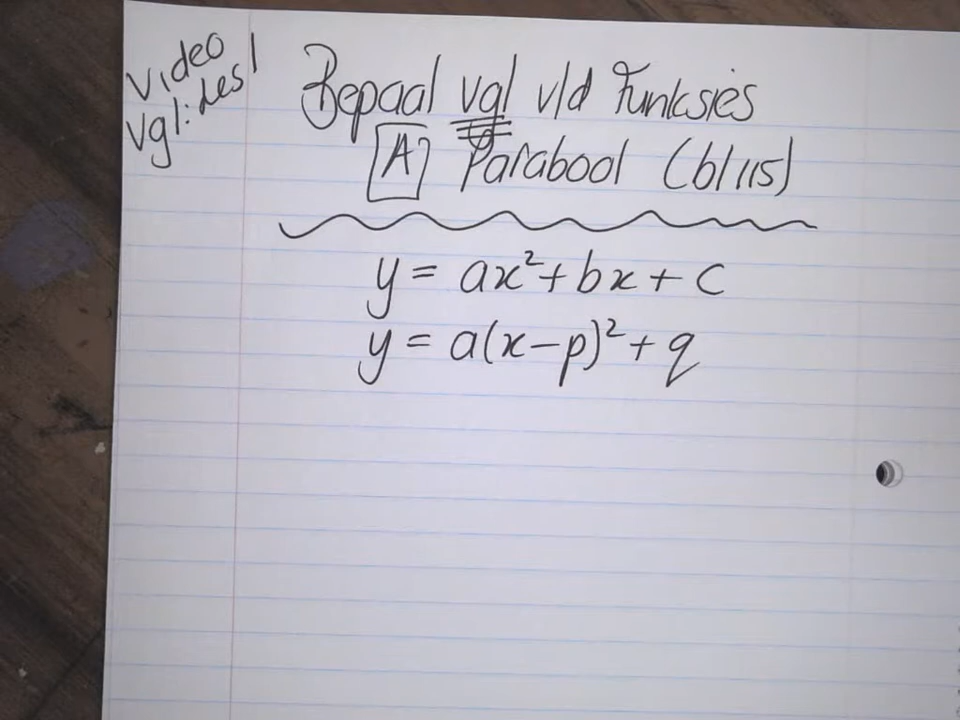 Video
Vgl: Les 1
Bepaal vgl v/d Funksies
A Parabool (bl 115)
y = ax² + bx + c
y = a(x-p)² + q